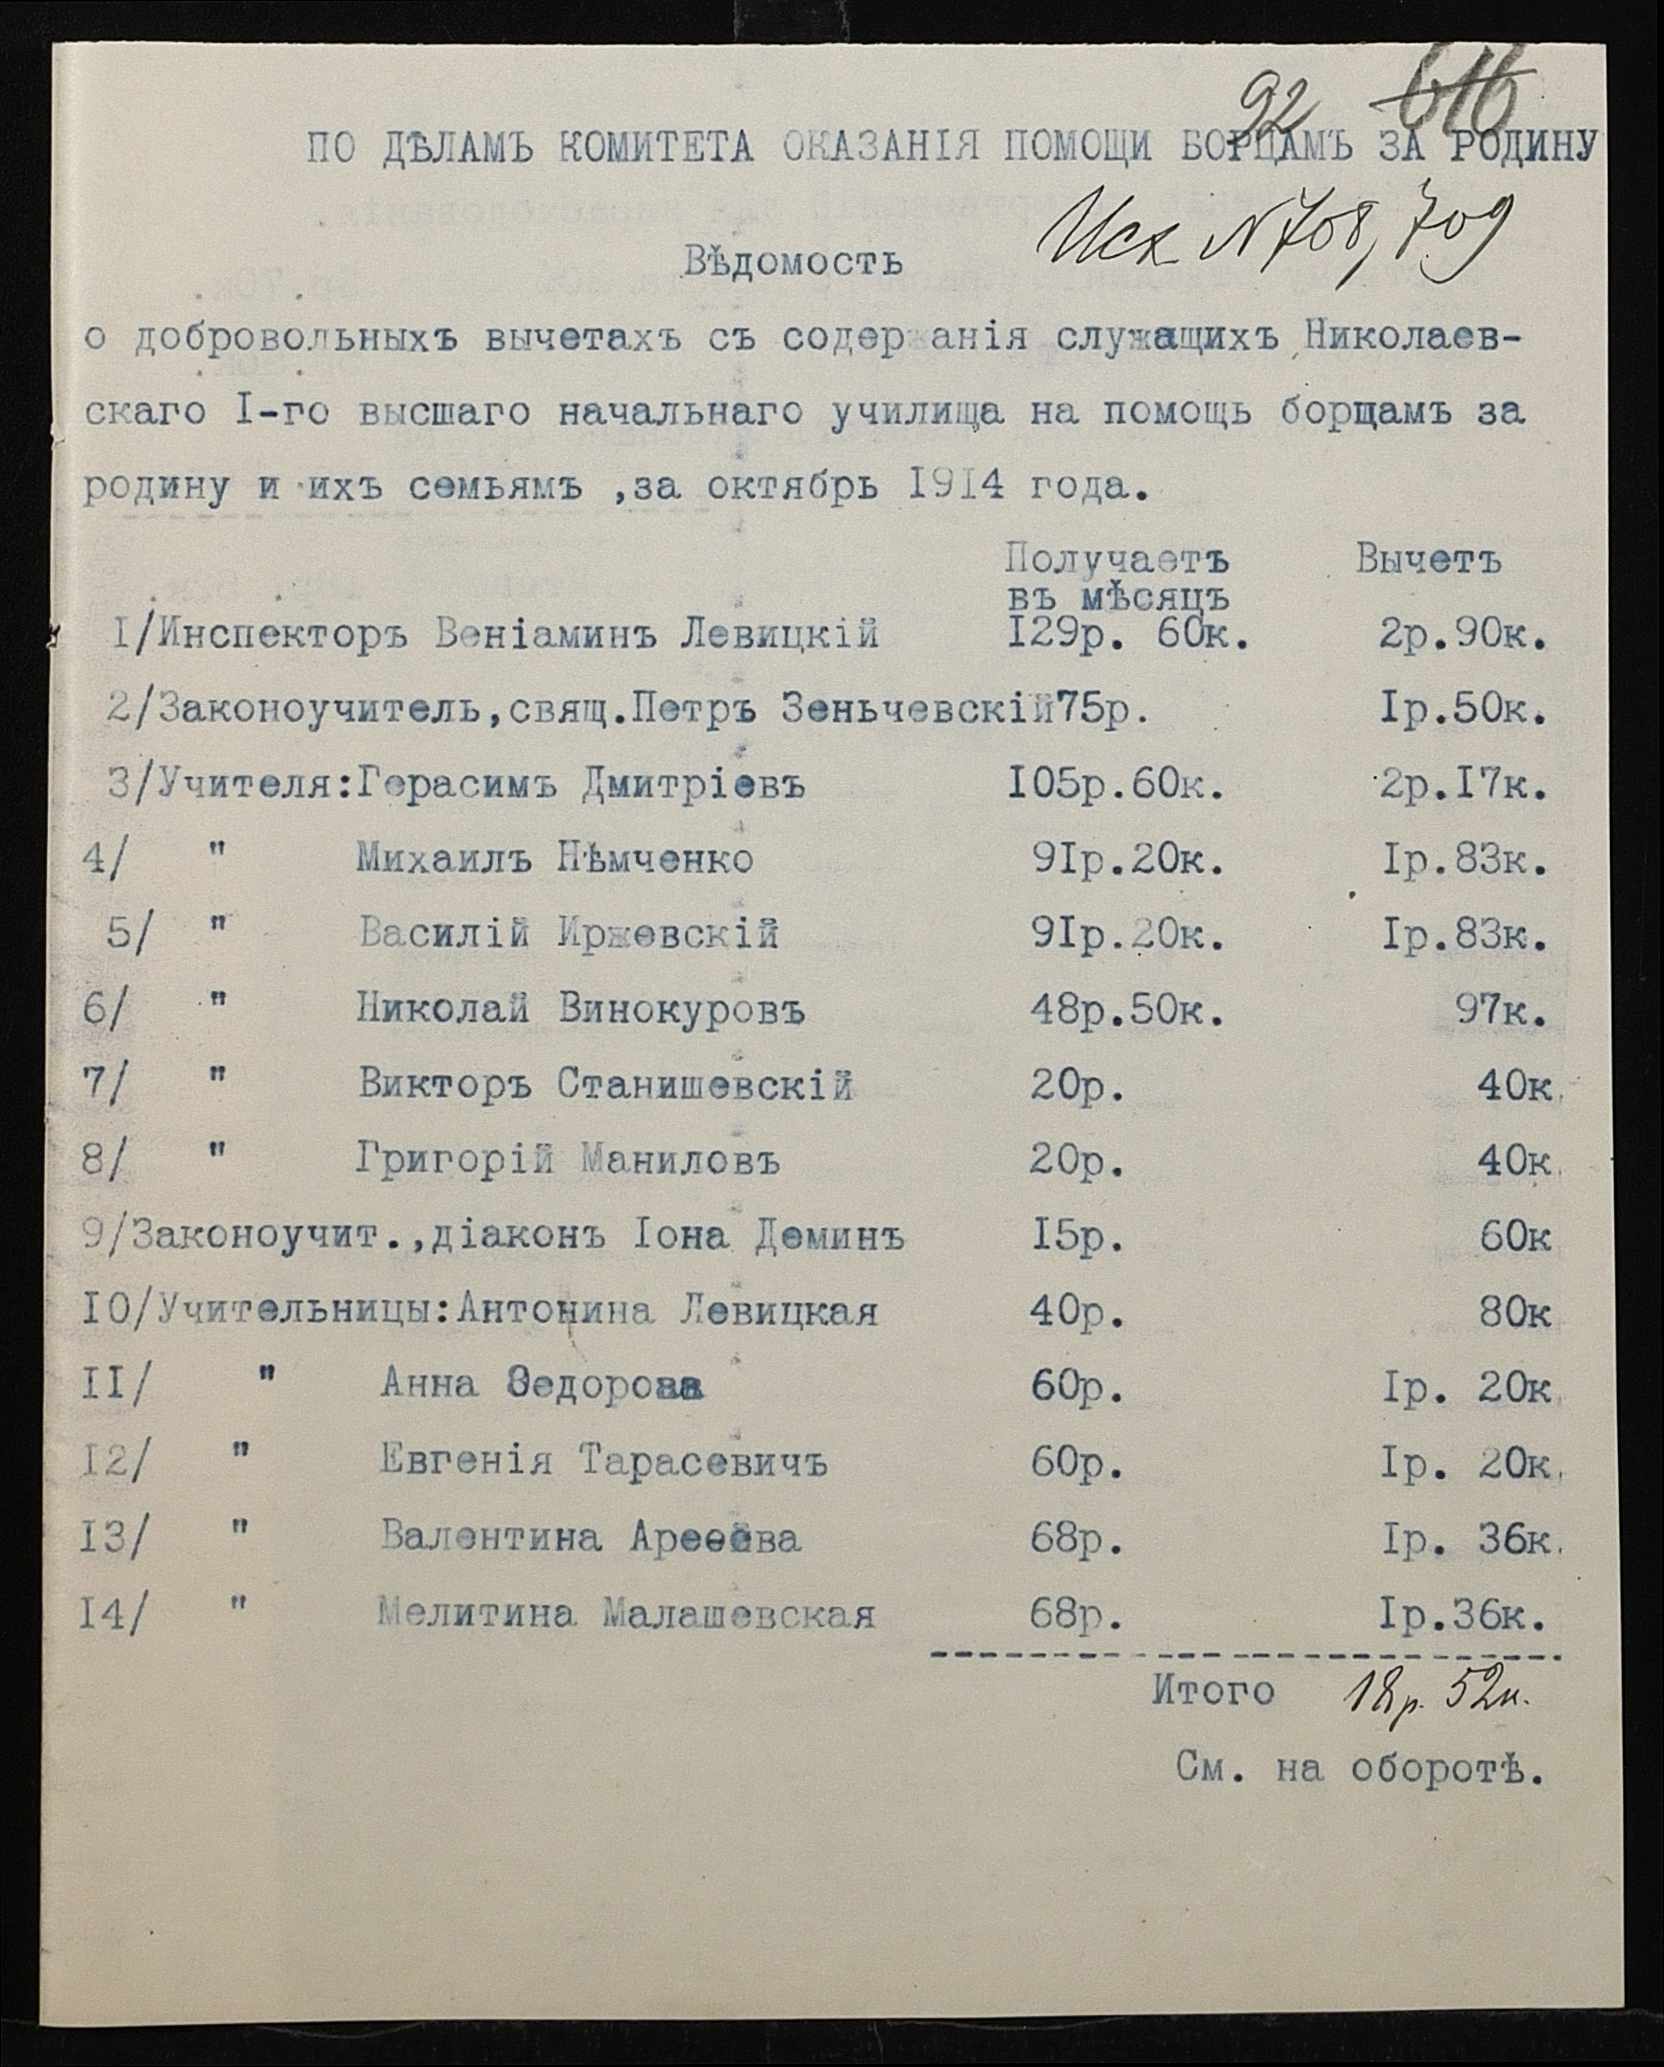 92 616
ПО ДѢЛАМЪ КОМИТЕТА ОКАЗАНІЯ ПОМОЩИ БОРЦАМЪ ЗА РОДИНУ
Исх N 708, 709
Вѣдомость
о добровольныхъ вычетахъ съ содержанія служащихъ Николаев-
скаго I-го высшаго начальнаго училища на помощь борцамъ за
родину и ихъ семьямъ ,за октябрь 1914 года.
Получаетъ Вычетъ
въ мѣсяцъ
I/Инспекторъ Веніаминъ Левицкій I29р. 60к. 2р.90к.
2/Законоучитель,свящ.Петръ Зеньчевскій75р. Iр.50к.
3/Учителя:Герасимъ Дмитріевъ I05р.60к. 2р.I7к.
4/ " Михаилъ Нѣмченко 9Iр.20к. Iр.83к.
5/ " Василій Иржевскій 9Iр.20к. Iр.83к.
6/ " Николай Винокуровъ 48р.50к. 97к.
7/ " Викторъ Станишевскій 20р. 40к.
8/ " Григорій Маниловъ 20р. 40к.
9/Законоучит.,діаконъ Іона Деминъ I5р. 60к
I0/Учительницы:Антонина Левицкая 40р. 80к
II/ " Анна Ѳедорова 60р. Iр. 20к.
I2/ " Евгенія Тарасевичъ 60р. Iр. 20к.
I3/ " Валентина 68р. Iр. 36к.
I4/ " Мелитина Малашевская 68р. Iр.36к.
Итого 18р. 52к.
См. на оборотѣ.